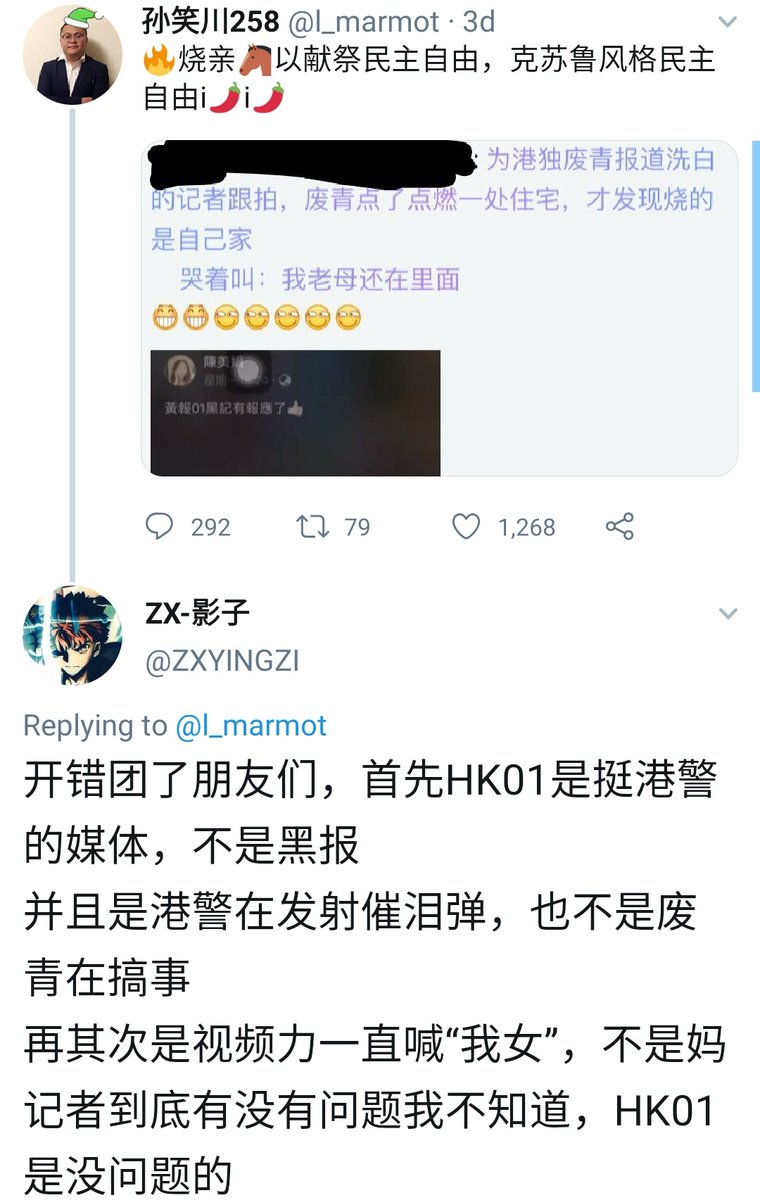 孙笑川258 @l_marmot · 3d
🔥烧亲🐴以献祭民主自由，克苏鲁风格民主
自由i🌶️i🌶️
: 为港独废青报道洗白
的记者跟拍，废青点了点燃一处住宅，才发现烧的
是自己家
哭着叫：我老母还在里面
😁😁
陳美
星期
黃報01黑記有報應了👍
292 79 1,268
ZX-影子
@ZXYINGZI
Replying to @l_marmot
开错团了朋友们，首先HK01是挺港警
的媒体，不是黑报
并且是港警在发射催泪弹，也不是废
青在搞事
再其次是视频力一直喊“我女”，不是妈
记者到底有没有问题我不知道，HK01
是没问题的